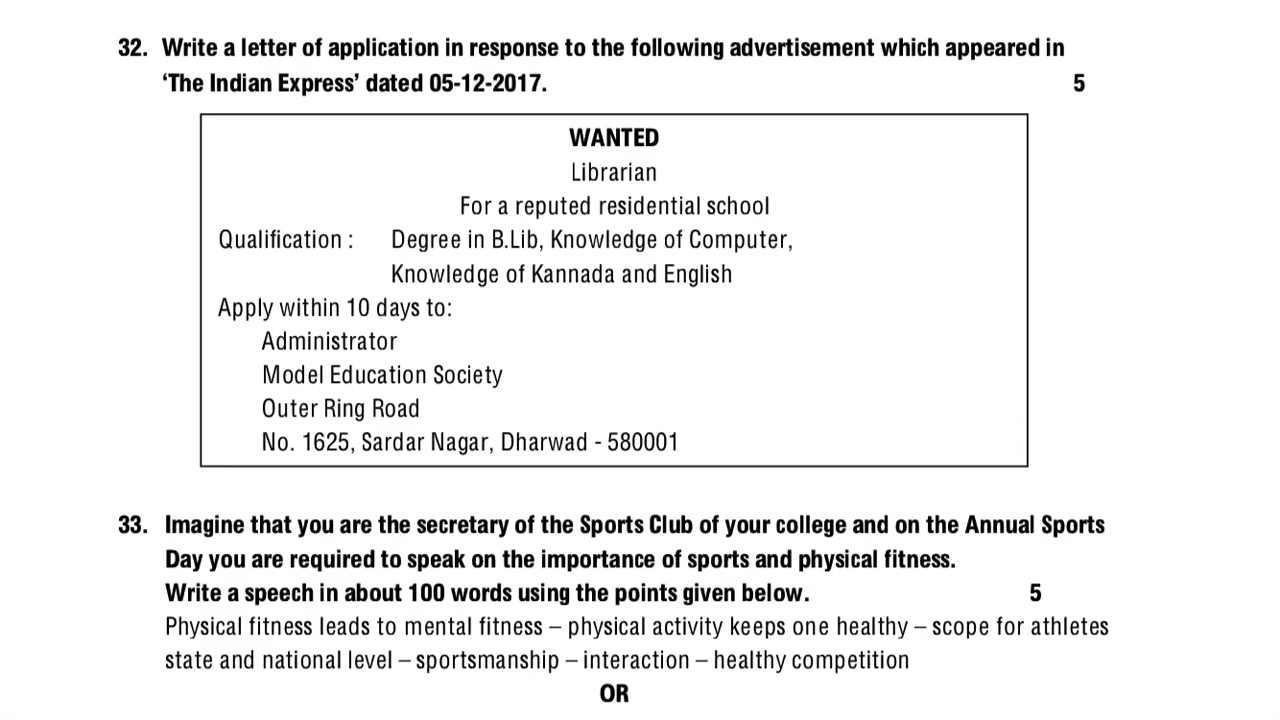 32. Write a letter of application in response to the following advertisement which appeared in
‘The Indian Express’ dated 05-12-2017. 5
WANTED
Librarian
For a reputed residential school
Qualification : Degree in B.Lib, Knowledge of Computer,
Knowledge of Kannada and English
Apply within 10 days to:
Administrator
Model Education Society
Outer Ring Road
No. 1625, Sardar Nagar, Dharwad - 580001
33. Imagine that you are the secretary of the Sports Club of your college and on the Annual Sports
Day you are required to speak on the importance of sports and physical fitness.
Write a speech in about 100 words using the points given below. 5
Physical fitness leads to mental fitness – physical activity keeps one healthy – scope for athletes
state and national level – sportsmanship – interaction – healthy competition
OR